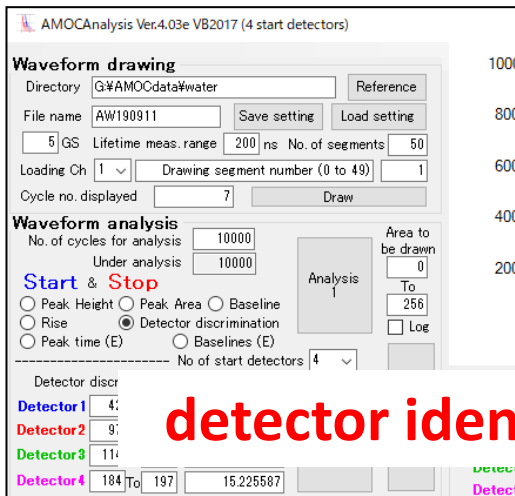 AMOCAnalysis Ver.4.03e VB2017 (4 start detectors)
Waveform drawing
Directory G:¥AMOCdata¥water Reference
File name AW190911 Save setting Load setting
5 GS Lifetime meas. range 200 ns No. of segments 50
Loading Ch 1 Drawing segment number (0 to 49) 1
Cycle no. displayed 7 Draw
Waveform analysis
No. of cycles for analysis 10000
Under analysis 10000
Start & Stop
Peak Height Peak Area Baseline
Rise Detector discrimination
Peak time (E) Baselines (E)
---------------------- No of start detectors 4
Analysis
1
Area to
be drawn
0
To
256
Log
Detector discr
Detector1 42
Detector2 97
Detector3 114
Detector4 184 To 197 15.225587
detector iden
800
600
400
200
Detect